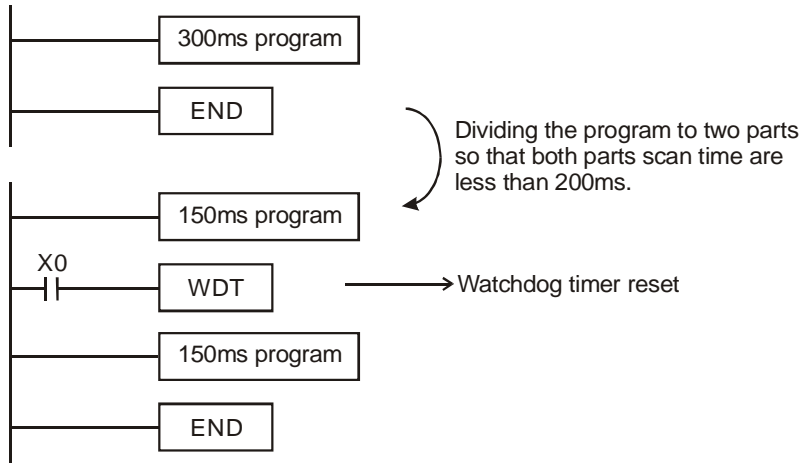 300ms program
END
Dividing the program to two parts
so that both parts scan time are
less than 200ms.
150ms program
X0
WDT
Watchdog timer reset
150ms program
END